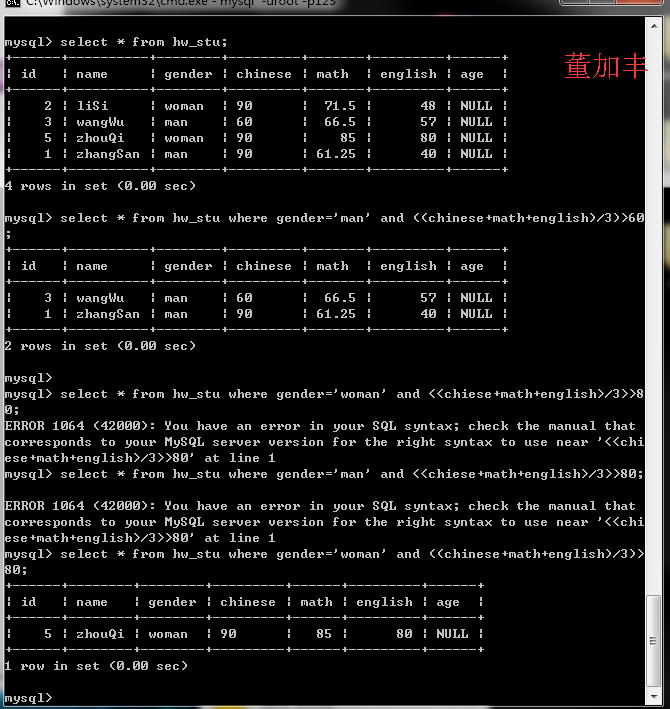 C:\Windows\system32\cmd.exe - mysql -uroot -p123
mysql> select * from hw_stu;
+------+----------+--------+---------+-------+---------+------+
| id | name | gender | chinese | math | english | age |
+------+----------+--------+---------+-------+---------+------+
| 2 | liSi | woman | 90 | 71.5 | 48 | NULL |
| 3 | wangWu | man | 60 | 66.5 | 57 | NULL |
| 5 | zhouQi | woman | 90 | 85 | 80 | NULL |
| 1 | zhangSan | man | 90 | 61.25 | 40 | NULL |
+------+----------+--------+---------+-------+---------+------+
4 rows in set (0.00 sec)
董加丰
mysql> select * from hw_stu where gender='man' and ((chinese+math+english)/3)>60
;
+------+----------+--------+---------+-------+---------+------+
| id | name | gender | chinese | math | english | age |
+------+----------+--------+---------+-------+---------+------+
| 3 | wangWu | man | 60 | 66.5 | 57 | NULL |
| 1 | zhangSan | man | 90 | 61.25 | 40 | NULL |
+------+----------+--------+---------+-------+---------+------+
2 rows in set (0.00 sec)
mysql>
mysql> select * from hw_stu where gender='woman' and <<chiese+math+english)/3>>8
0;
ERROR 1064 (42000): You have an error in your SQL syntax; check the manual that
corresponds to your MySQL server version for the right syntax to use near '<<chi
ese+math+english)/3>>80' at line 1
mysql> select * from hw_stu where gender='man' and <<chiese+math+english)/3>>80;
ERROR 1064 (42000): You have an error in your SQL syntax; check the manual that
corresponds to your MySQL server version for the right syntax to use near '<<chi
ese+math+english)/3>>80' at line 1
mysql> select * from hw_stu where gender='woman' and ((chinese+math+english)/3)>
80;
+------+--------+--------+---------+------+---------+------+
| id | name | gender | chinese | math | english | age |
+------+--------+--------+---------+------+---------+------+
| 5 | zhouQi | woman | 90 | 85 | 80 | NULL |
+------+--------+--------+---------+------+---------+------+
1 row in set (0.00 sec)
mysql>